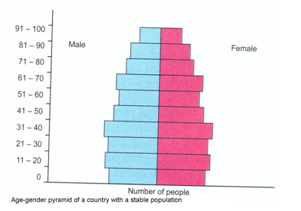 91 – 100
81 – 90
Male
Female
71 – 80
61 – 70
51 – 60
41 – 50
31 – 40
21 – 30
11 – 20
0
Number of people
Age-gender pyramid of a country with a stable population